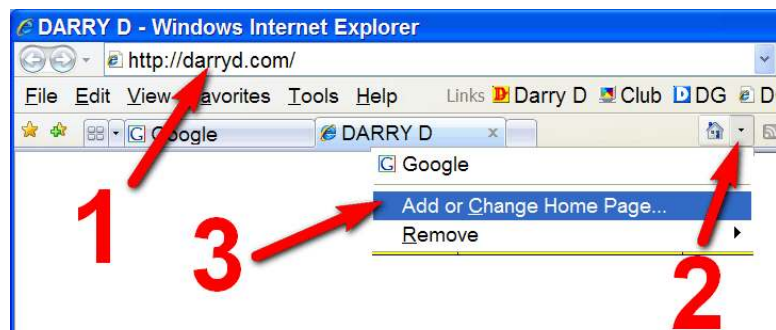 DARRY D - Windows Internet Explorer
http://darryd.com/
File Edit View Favorites Tools Help Links Darry D Club DG D
Google DARRY D x
Google
Add or Change Home Page...
Remove
1
3
2